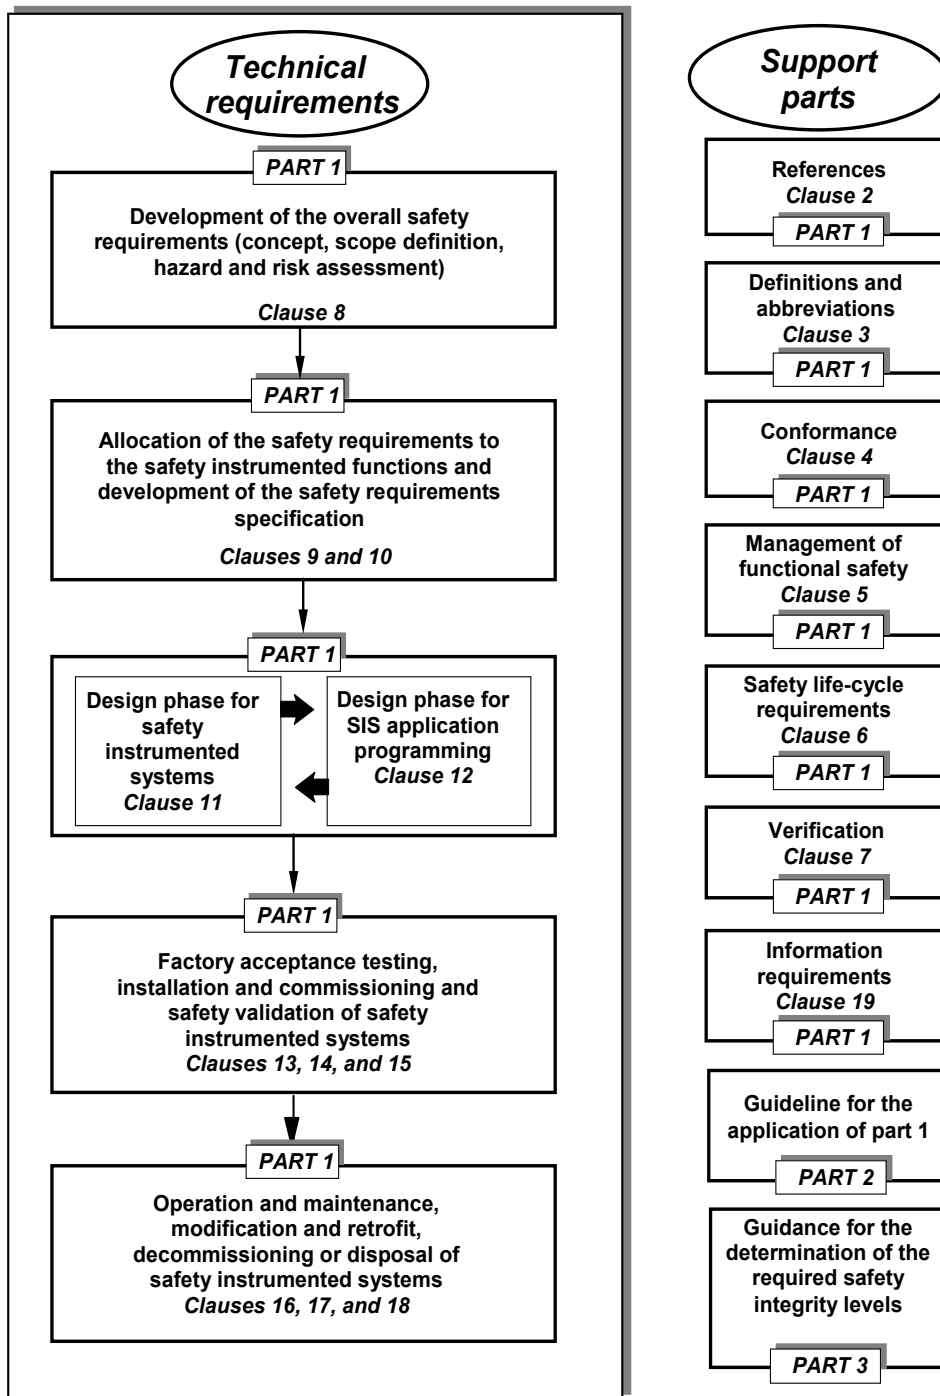 Technical
requirements
PART 1
Development of the overall safety
requirements (concept, scope definition,
hazard and risk assessment)
Clause 8
PART 1
Allocation of the safety requirements to
the safety instrumented functions and
development of the safety requirements
specification
Clauses 9 and 10
PART 1
Design phase for
safety
instrumented
systems
Clause 11
Design phase for
SIS application
programming
Clause 12
PART 1
Factory acceptance testing,
installation and commissioning and
safety validation of safety
instrumented systems
Clauses 13, 14, and 15
PART 1
Operation and maintenance,
modification and retrofit,
decommissioning or disposal of
safety instrumented systems
Clauses 16, 17, and 18
Support
parts
References
Clause 2
PART 1
Definitions and
abbreviations
Clause 3
PART 1
Conformance
Clause 4
PART 1
Management of
functional safety
Clause 5
PART 1
Safety life-cycle
requirements
Clause 6
PART 1
Verification
Clause 7
PART 1
Information
requirements
Clause 19
PART 1
Guideline for the
application of part 1
PART 2
Guidance for the
determination of the
required safety
integrity levels
PART 3